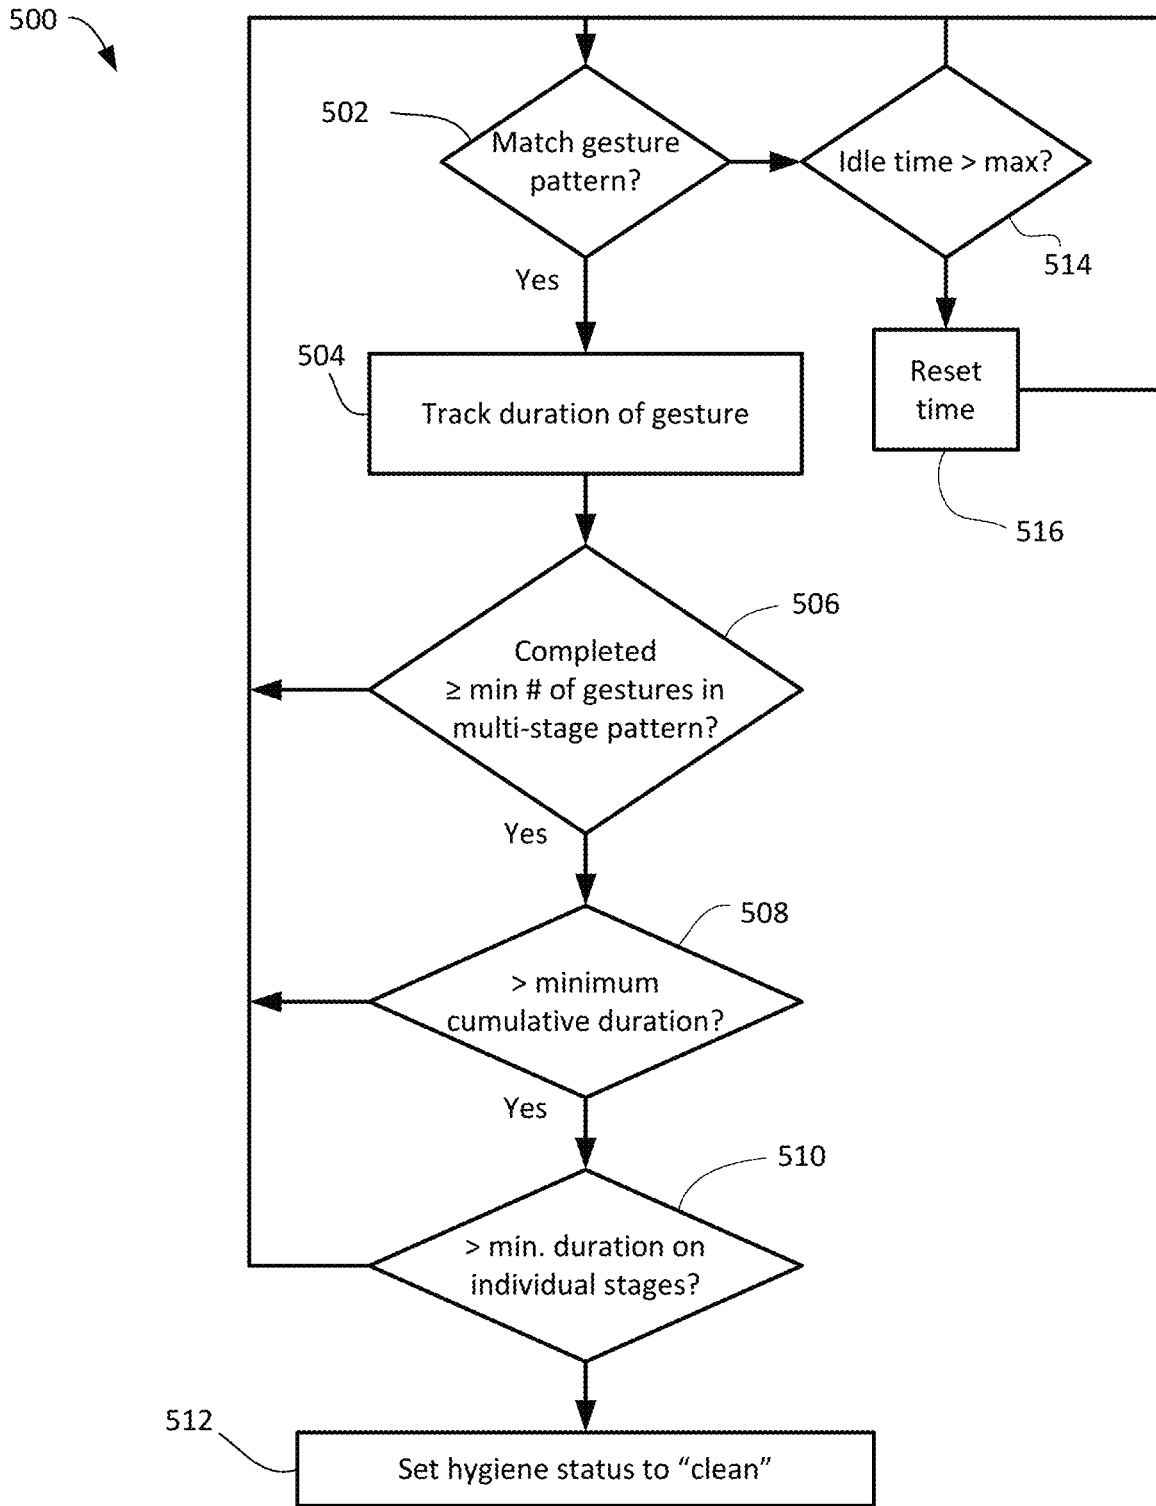 500
502
Match gesture
pattern?
Idle time > max?
514
Yes
504
Track duration of gesture
Reset
time
516
506
Completed
≥ min # of gestures in
multi-stage pattern?
Yes
508
> minimum
cumulative duration?
Yes
510
> min. duration on
individual stages?
512
Set hygiene status to “clean”